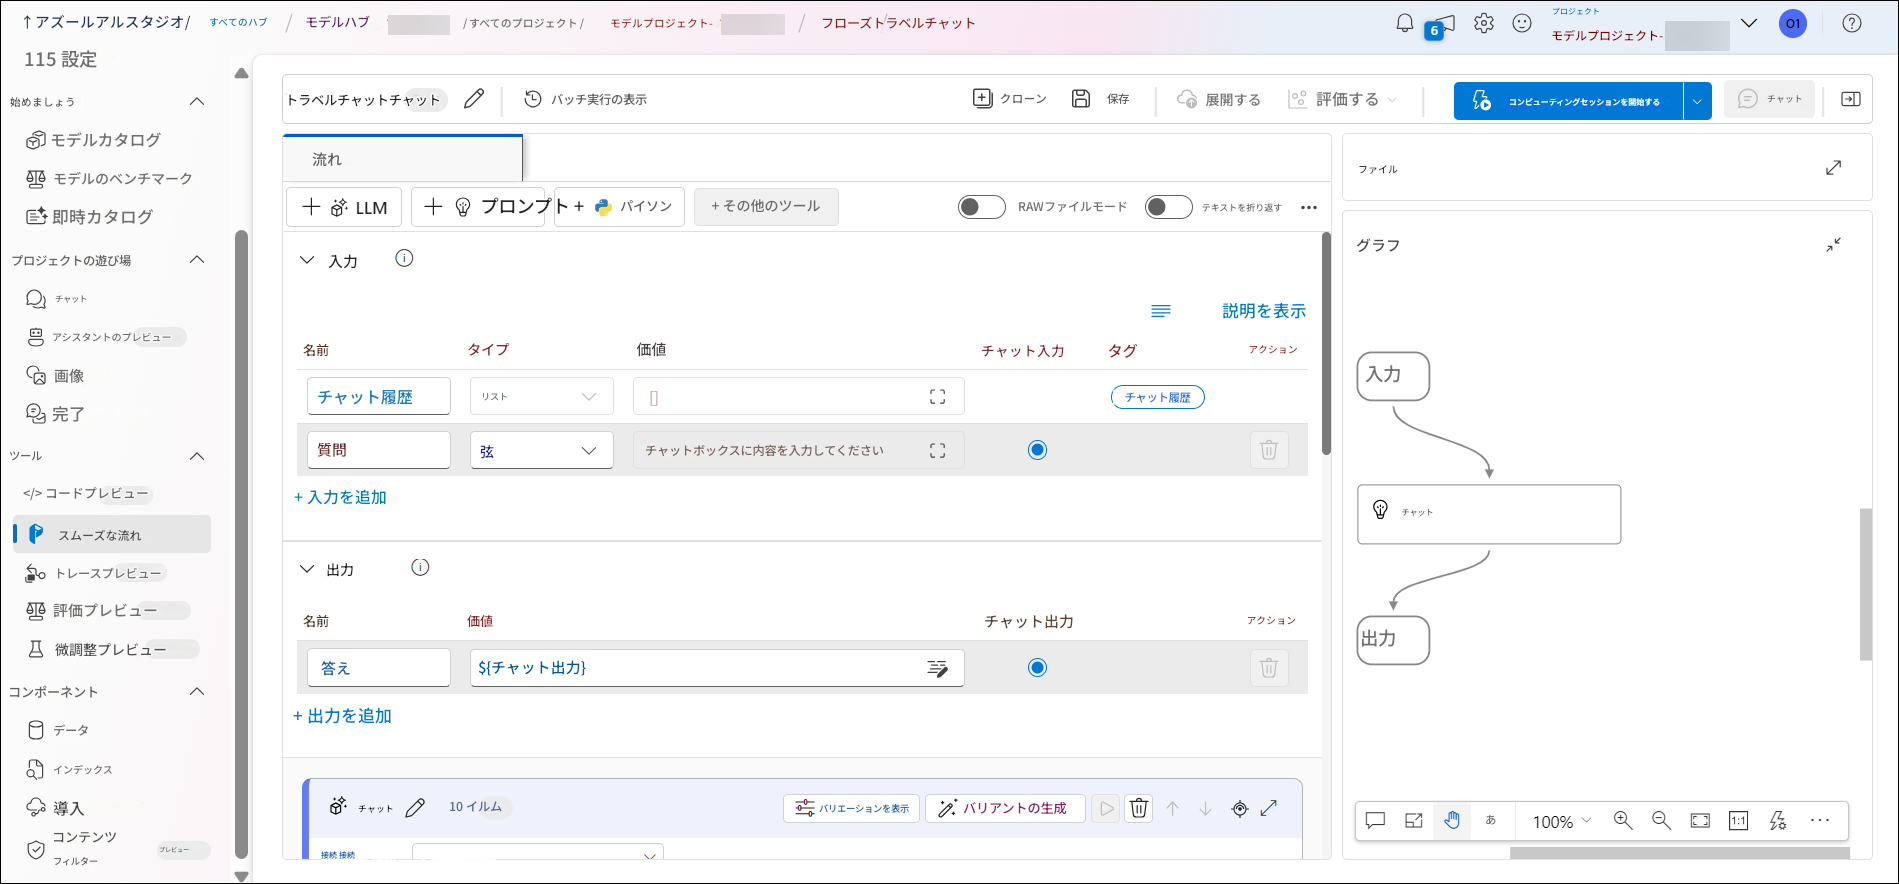 ↑アズールアルスタジオ/ すべてのハブ / モデルハブ /すべてのプロジェクト/ モデルプロジェクト- / フローズトラベルチャット
6
プロジェクト
モデルプロジェクト-
O1
115 設定
始めましょう
モデルカタログ
モデルのベンチマーク
即時カタログ
プロジェクトの遊び場
チャット
アシスタントのプレビュー
画像
完了
ツール
</> コードプレビュー
スムーズな流れ
トレースプレビュー
評価プレビュー
微調整プレビュー
コンポーネント
データ
インデックス
導入
コンテンツ
フィルター
プレビュー
トラベルチャットチャット
バッチ実行の表示
クローン
保存
展開する
評価する
コンピューティングセッションを開始する
チャット
流れ
+ LLM
+ プロンプト
+ パイソン
+その他のツール
RAWファイルモード
テキストを折り返す
入力
説明を表示
名前 タイプ 価値 チャット入力 タグ アクション
チャット履歴 リスト [] チャット履歴
質問 弦 チャットボックスに内容を入力してください
+ 入力を追加
出力
名前 価値 チャット出力 アクション
答え ${チャット出力}
+ 出力を追加
チャット 10 イルム バリエーションを表示 バリアントの生成
接続 接続
ファイル
グラフ
入力
チャット
出力
あ 100% 1:1